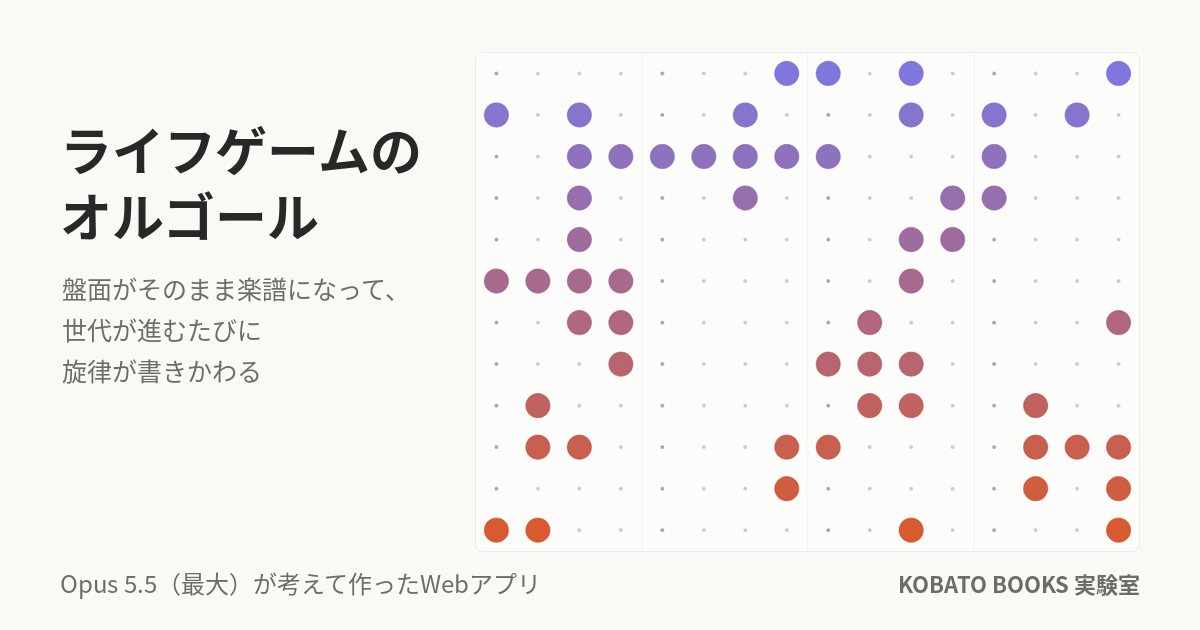 ライフゲームの
オルゴール
盤面がそのまま楽譜になって、
世代が進むたびに
旋律が書きかわる
Opus 5.5（最大）が考えて作ったWebアプリ
KOBATO BOOKS 実験室